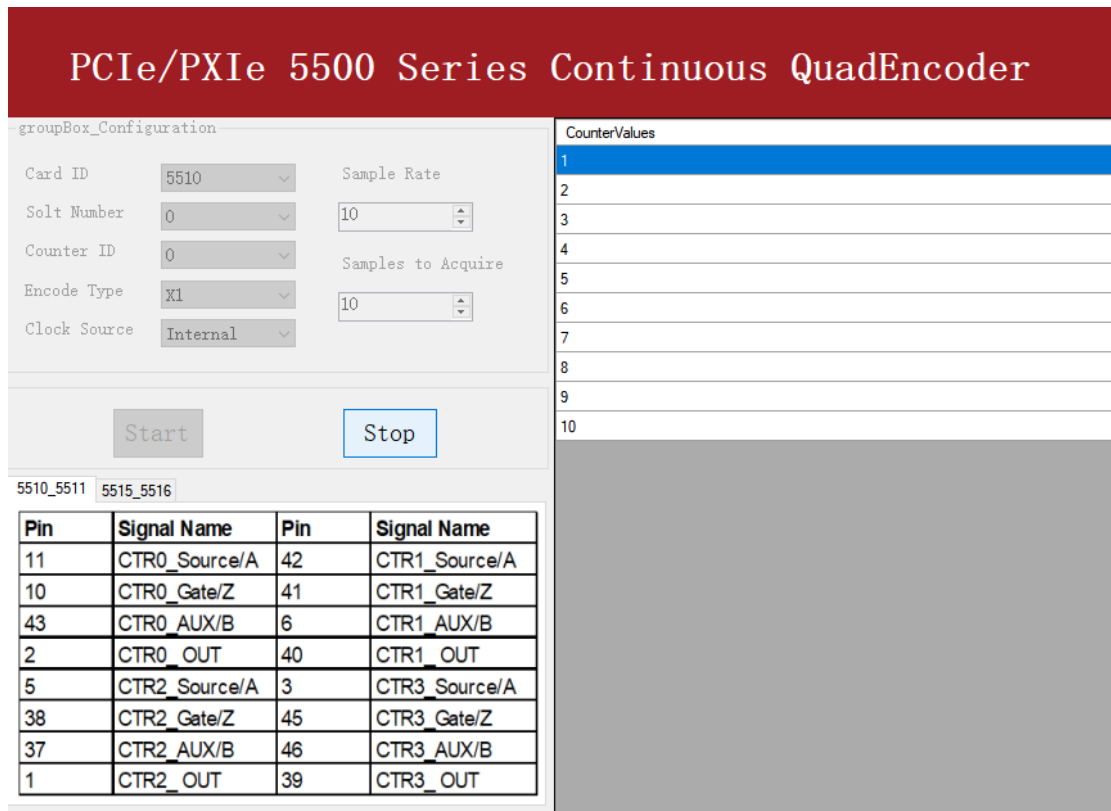 PCIe/PXIe 5500 Series Continuous QuadEncoder
groupBox_Configuration
Card ID 5510 Sample Rate
Solt Number 0 10
Counter ID 0 Samples to Acquire
Encode Type X1 10
Clock Source Internal
Start Stop
5510_5511 5515_5516
Pin Signal Name Pin Signal Name
11 CTR0_Source/A 42 CTR1_Source/A
10 CTR0_Gate/Z 41 CTR1_Gate/Z
43 CTR0_AUX/B 6 CTR1_AUX/B
2 CTR0_OUT 40 CTR1_OUT
5 CTR2_Source/A 3 CTR3_Source/A
38 CTR2_Gate/Z 45 CTR3_Gate/Z
37 CTR2_AUX/B 46 CTR3_AUX/B
1 CTR2_OUT 39 CTR3_OUT
CounterValues
1
2
3
4
5
6
7
8
9
10